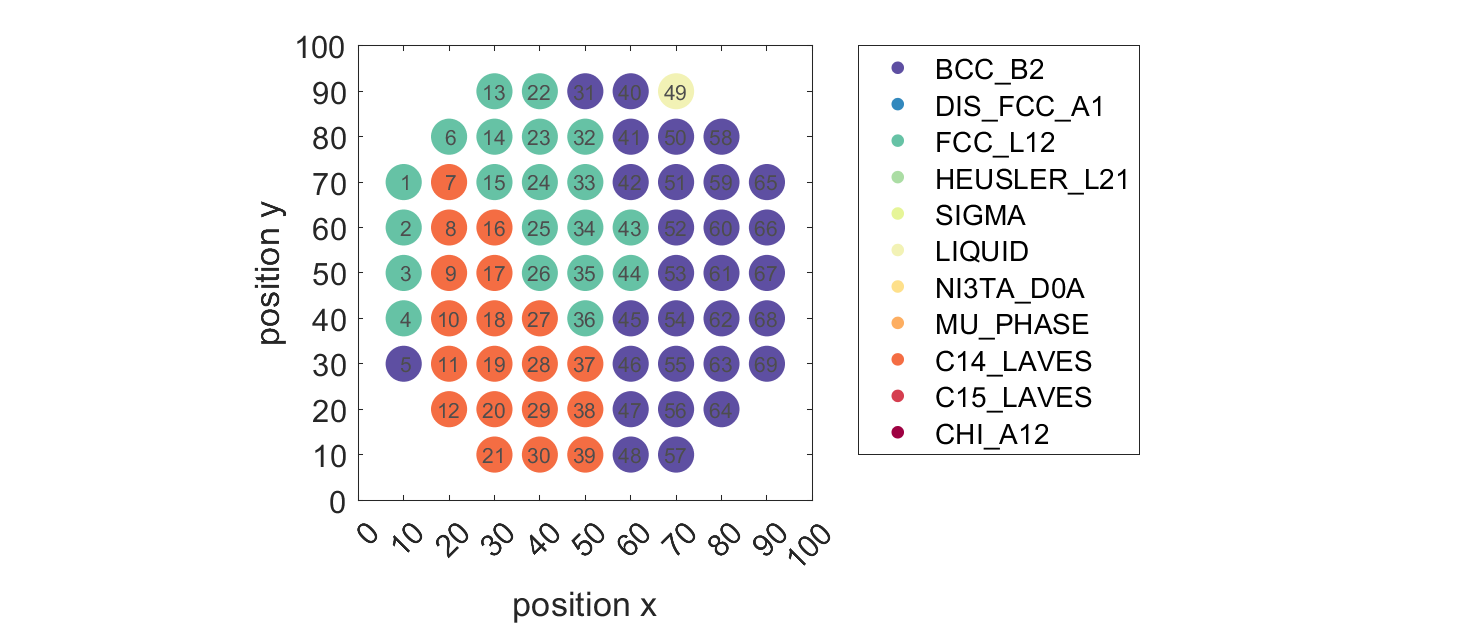 100
90
80
70
60
50
40
30
20
10
0
position y
13 22 31 40 49
6 14 23 32 41 50 58
1 7 15 24 33 42 51 59 65
2 8 16 25 34 43 52 60 66
3 9 17 26 35 44 53 61 67
4 10 18 27 36 45 54 62 68
5 11 19 28 37 46 55 63 69
12 20 29 38 47 56 64
21 30 39 48 57
0 10 20 30 40 50 60 70 80 90 100
position x
BCC_B2
DIS_FCC_A1
FCC_L12
HEUSLER_L21
SIGMA
LIQUID
NI3TA_D0A
MU_PHASE
C14_LAVES
C15_LAVES
CHI_A12